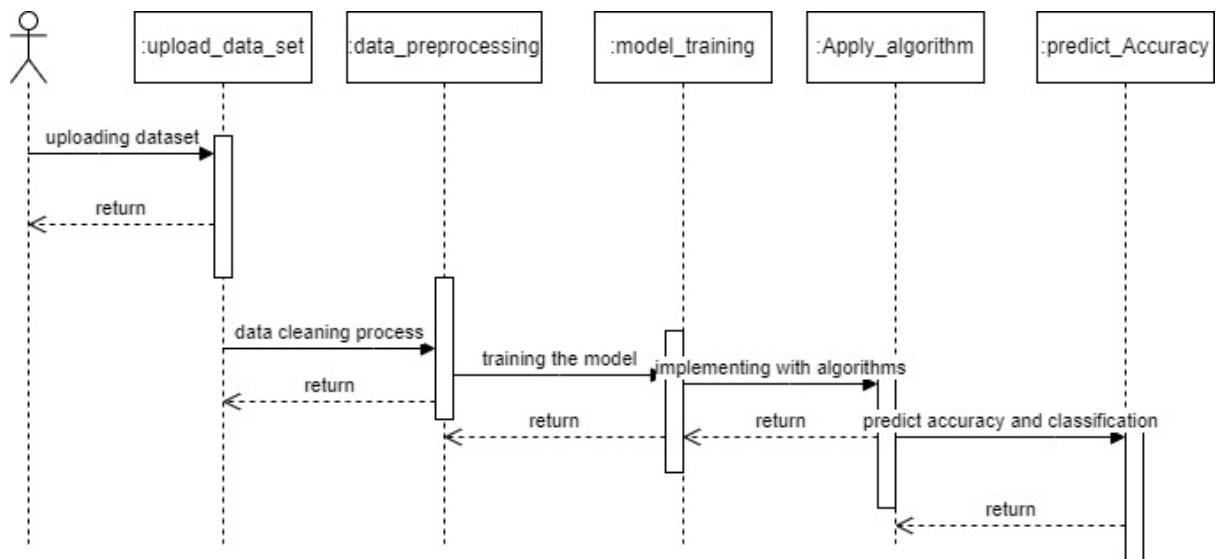 :upload_data_set
:data_preprocessing
:model_training
:Apply_algorithm
:predict_Accuracy
uploading dataset
return
data cleaning process
training the model
implementing with algorithms
return
return
return
predict accuracy and classification
return